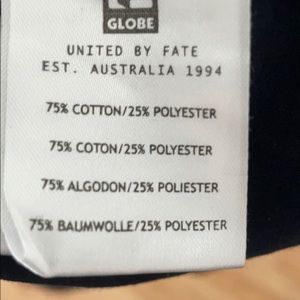 GLOBE
UNITED BY FATE
EST. AUSTRALIA 1994
75% COTTON/25% POLYESTER
75% COTON/25% POLYESTER
75% ALGODON/25% POLIESTER
75% BAUMWOLLE/25% POLYESTER